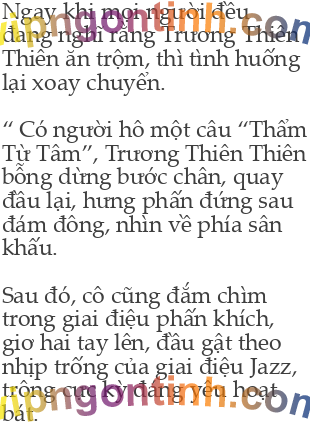 Ngay khi mọi người đều
đang nghĩ rằng Trương Thiên
Thiên ăn trộm, thì tình huống
lại xoay chuyển.
“ Có người hô một câu “Thẩm
Từ Tâm”, Trương Thiên Thiên
bỗng dừng bước chân, quay
đầu lại, hưng phấn đứng sau
đám đông, nhìn về phía sân
khấu.
Sau đó, cô cũng đắm chìm
trong giai điệu phấn khích,
giơ hai tay lên, đầu gật theo
nhịp trống của giai điệu Jazz,
trông cực kỳ đáng yêu hoạt
bát.
vipngontinh.com
vipngontinh.com